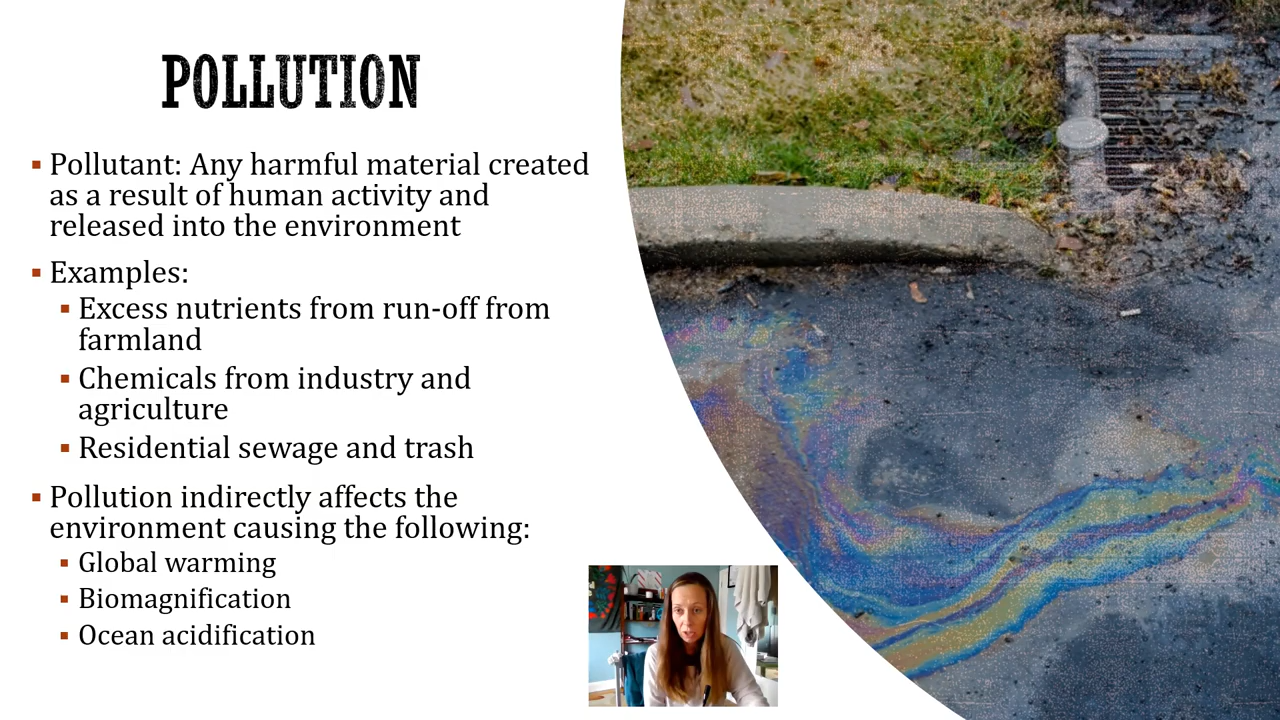 POLLUTION
▪ Pollutant: Any harmful material created
as a result of human activity and
released into the environment
▪ Examples:
▪ Excess nutrients from run-off from
farmland
▪ Chemicals from industry and
agriculture
▪ Residential sewage and trash
▪ Pollution indirectly affects the
environment causing the following:
▪ Global warming
▪ Biomagnification
▪ Ocean acidification